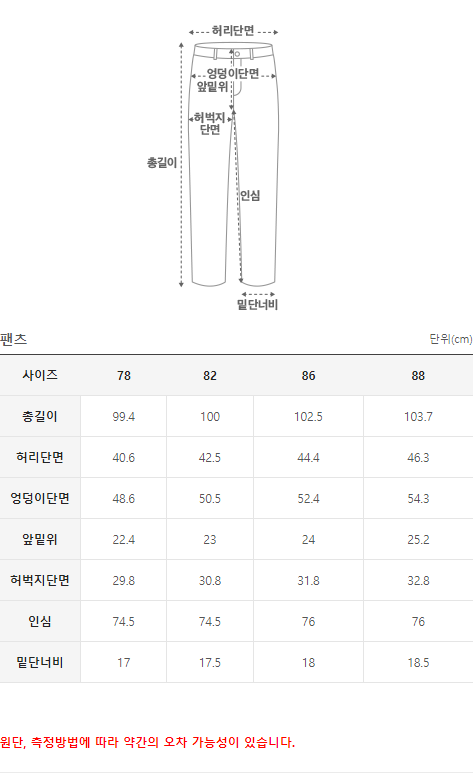 허리단면
엉덩이단면
앞밑위
허벅지
단면
총길이
인심
밑단너비
팬츠 단위(cm)
사이즈 78 82 86 88
총길이 99.4 100 102.5 103.7
허리단면 40.6 42.5 44.4 46.3
엉덩이단면 48.6 50.5 52.4 54.3
앞밑위 22.4 23 24 25.2
허벅지단면 29.8 30.8 31.8 32.8
인심 74.5 74.5 76 76
밑단너비 17 17.5 18 18.5
원단, 측정방법에 따라 약간의 오차 가능성이 있습니다.